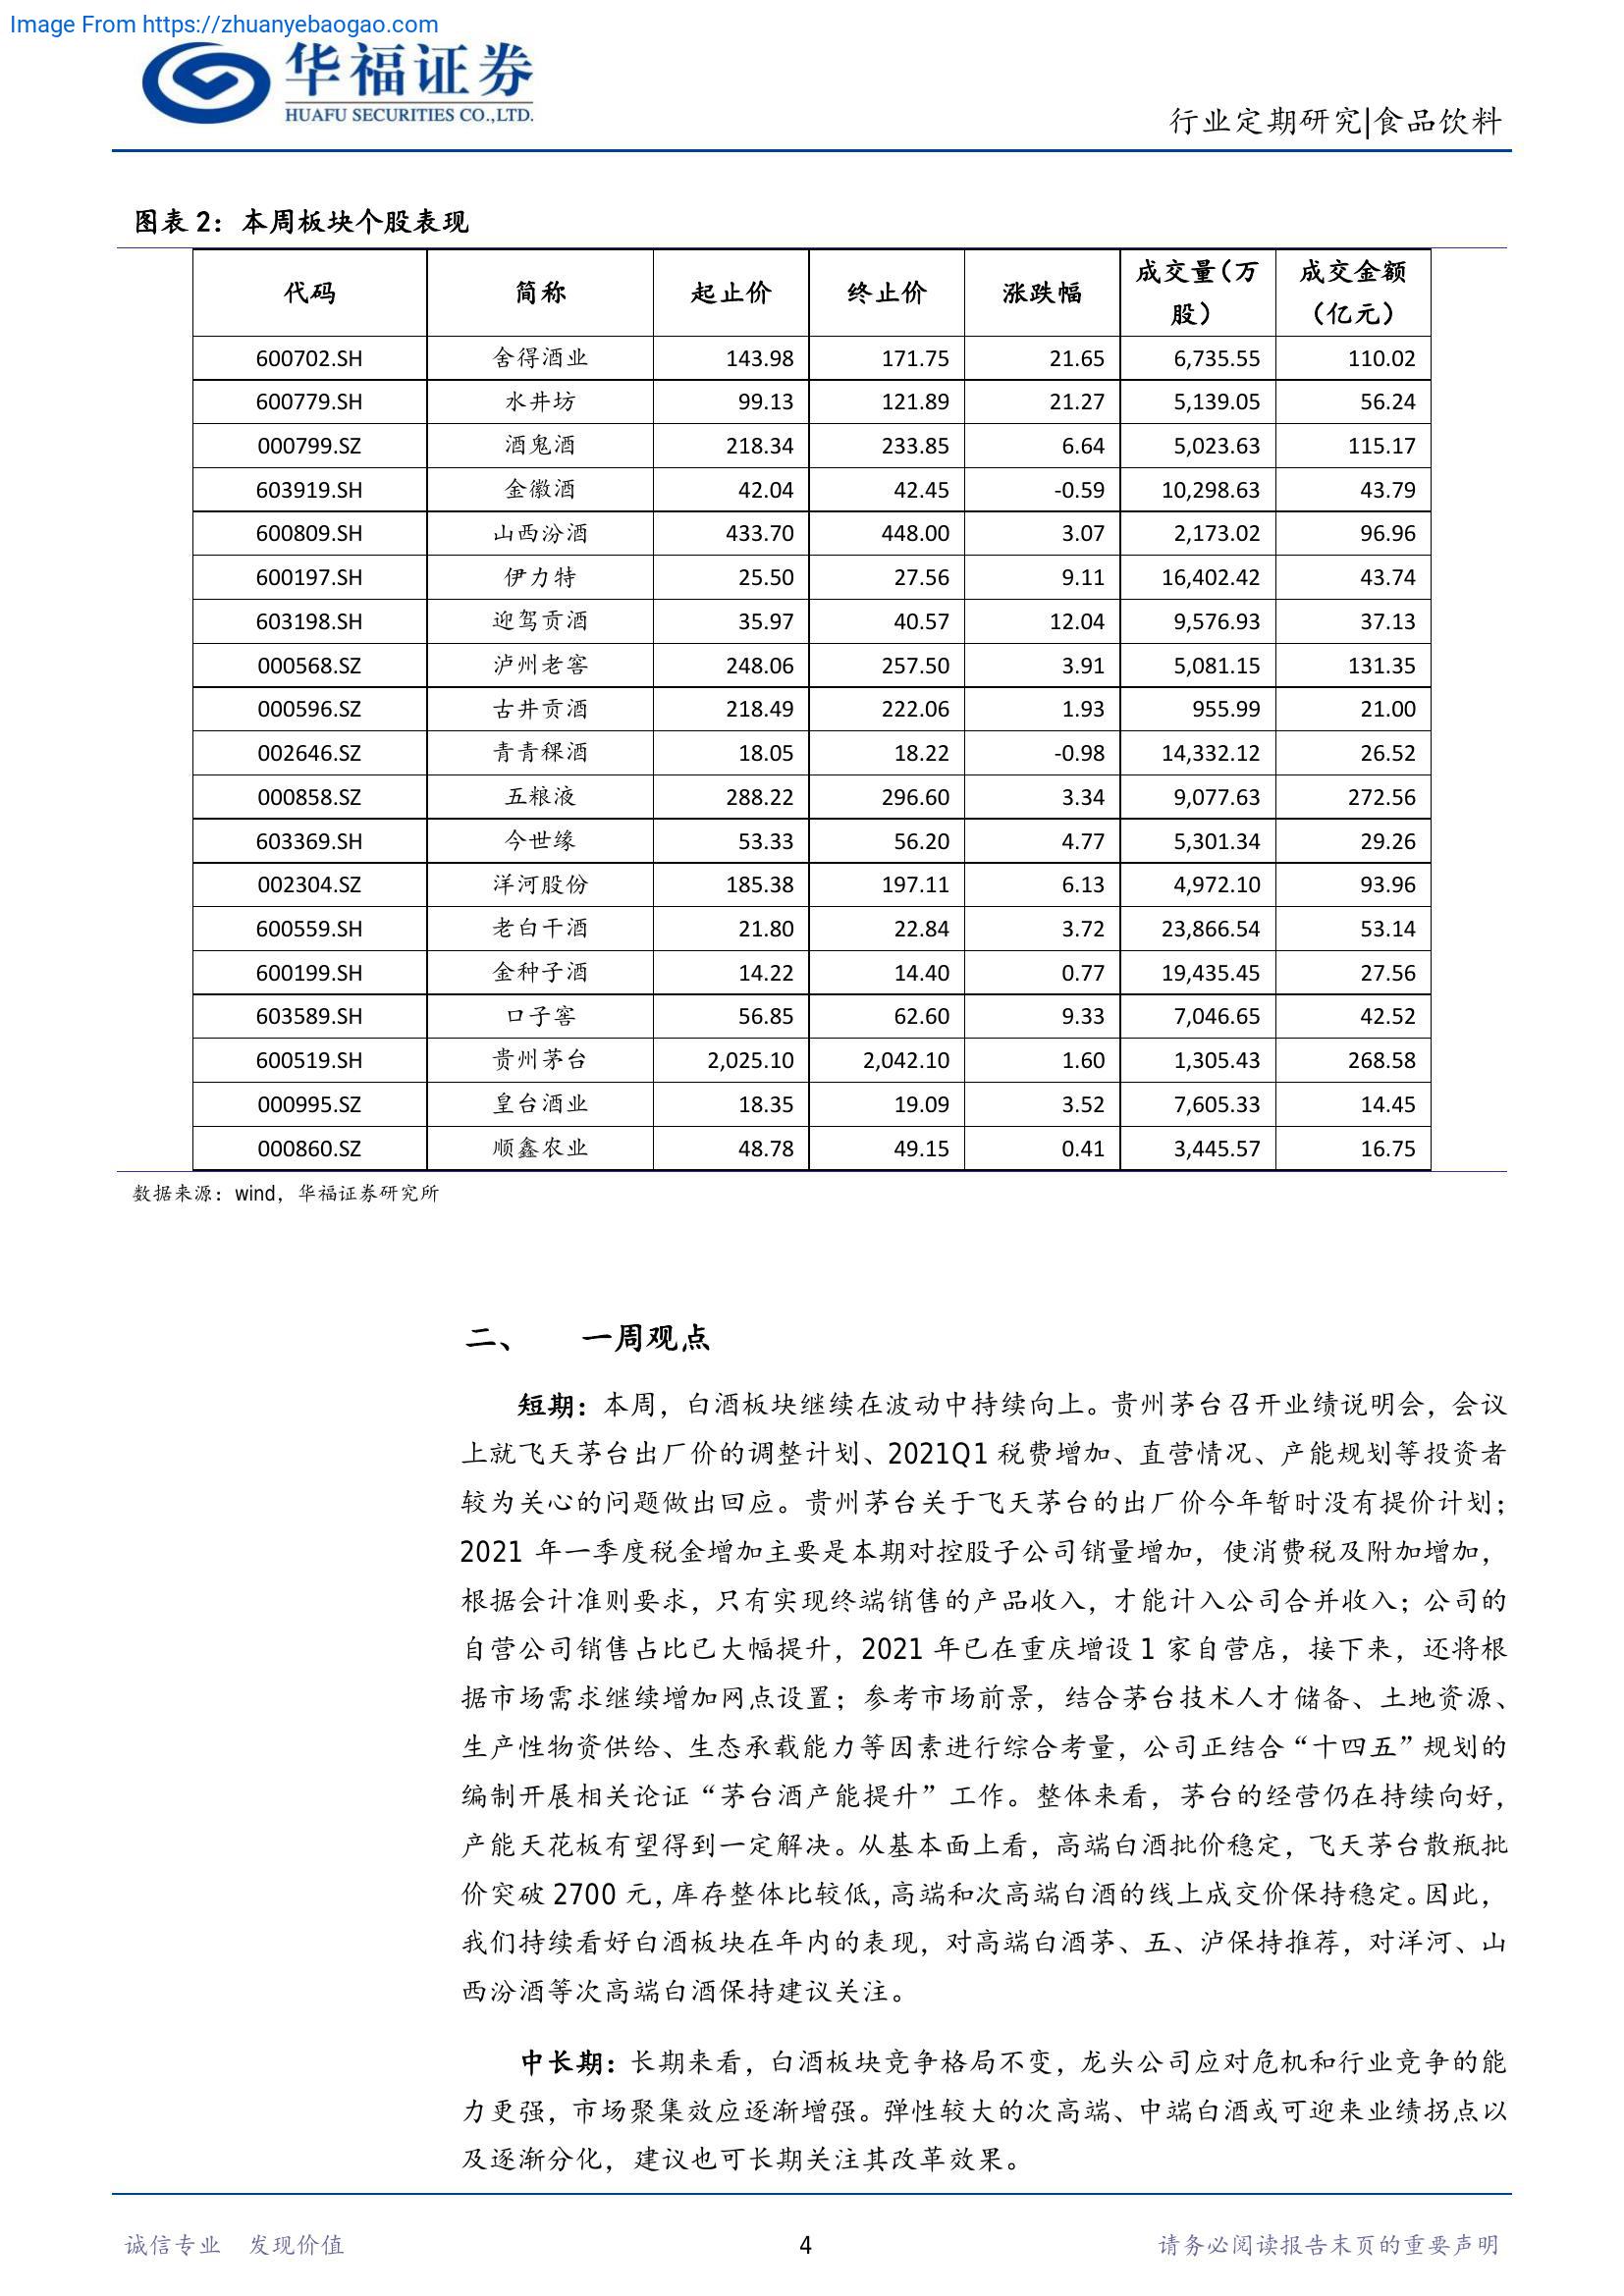 Image From https://zhuanyebaogao.com
华福证券
HUAFU SECURITIES CO.,LTD.
行业定期研究|食品饮料
图表 2：本周板块个股表现
代码 简称 起止价 终止价 涨跌幅 成交量（万股） 成交金额（亿元）
600702.SH 舍得酒业 143.98 171.75 21.65 6,735.55 110.02
600779.SH 水井坊 99.13 121.89 21.27 5,139.05 56.24
000799.SZ 酒鬼酒 218.34 233.85 6.64 5,023.63 115.17
603919.SH 金徽酒 42.04 42.45 -0.59 10,298.63 43.79
600809.SH 山西汾酒 433.70 448.00 3.07 2,173.02 96.96
600197.SH 伊力特 25.50 27.56 9.11 16,402.42 43.74
603198.SH 迎驾贡酒 35.97 40.57 12.04 9,576.93 37.13
000568.SZ 泸州老窖 248.06 257.50 3.91 5,081.15 131.35
000596.SZ 古井贡酒 218.49 222.06 1.93 955.99 21.00
002646.SZ 青青稞酒 18.05 18.22 -0.98 14,332.12 26.52
000858.SZ 五粮液 288.22 296.60 3.34 9,077.63 272.56
603369.SH 今世缘 53.33 56.20 4.77 5,301.34 29.26
002304.SZ 洋河股份 185.38 197.11 6.13 4,972.10 93.96
600559.SH 老白干酒 21.80 22.84 3.72 23,866.54 53.14
600199.SH 金种子酒 14.22 14.40 0.77 19,435.45 27.56
603589.SH 口子窖 56.85 62.60 9.33 7,046.65 42.52
600519.SH 贵州茅台 2,025.10 2,042.10 1.60 1,305.43 268.58
000995.SZ 皇台酒业 18.35 19.09 3.52 7,605.33 14.45
000860.SZ 顺鑫农业 48.78 49.15 0.41 3,445.57 16.75
数据来源：wind，华福证券研究所
二、 一周观点
短期：本周，白酒板块继续在波动中持续向上。贵州茅台召开业绩说明会，会议
上就飞天茅台出厂价的调整计划、2021Q1 税费增加、直营情况、产能规划等投资者
较为关心的问题做出回应。贵州茅台关于飞天茅台的出厂价今年暂时没有提价计划；
2021 年一季度税金增加主要是本期对控股子公司销量增加，使消费税及附加增加，
根据会计准则要求，只有实现终端销售的产品收入，才能计入公司合并收入；公司的
自营公司销售占比已大幅提升，2021 年已在重庆增设 1 家自营店，接下来，还将根
据市场需求继续增加网点设置；参考市场前景，结合茅台技术人才储备、土地资源、
生产性物资供给、生态承载能力等因素进行综合考量，公司正结合“十四五”规划的
编制开展相关论证“茅台酒产能提升”工作。整体来看，茅台的经营仍在持续向好，
产能天花板有望得到一定解决。从基本面上看，高端白酒批价稳定，飞天茅台散瓶批
价突破 2700 元，库存整体比较低，高端和次高端白酒的线上成交价保持稳定。因此，
我们持续看好白酒板块在年内的表现，对高端白酒茅、五、泸保持推荐，对洋河、山
西汾酒等次高端白酒保持建议关注。
中长期：长期来看，白酒板块竞争格局不变，龙头公司应对危机和行业竞争的能
力更强，市场聚集效应逐渐增强。弹性较大的次高端、中端白酒或可迎来业绩拐点以
及逐渐分化，建议也可长期关注其改革效果。
诚信专业 发现价值
4
请务必阅读报告末页的重要声明